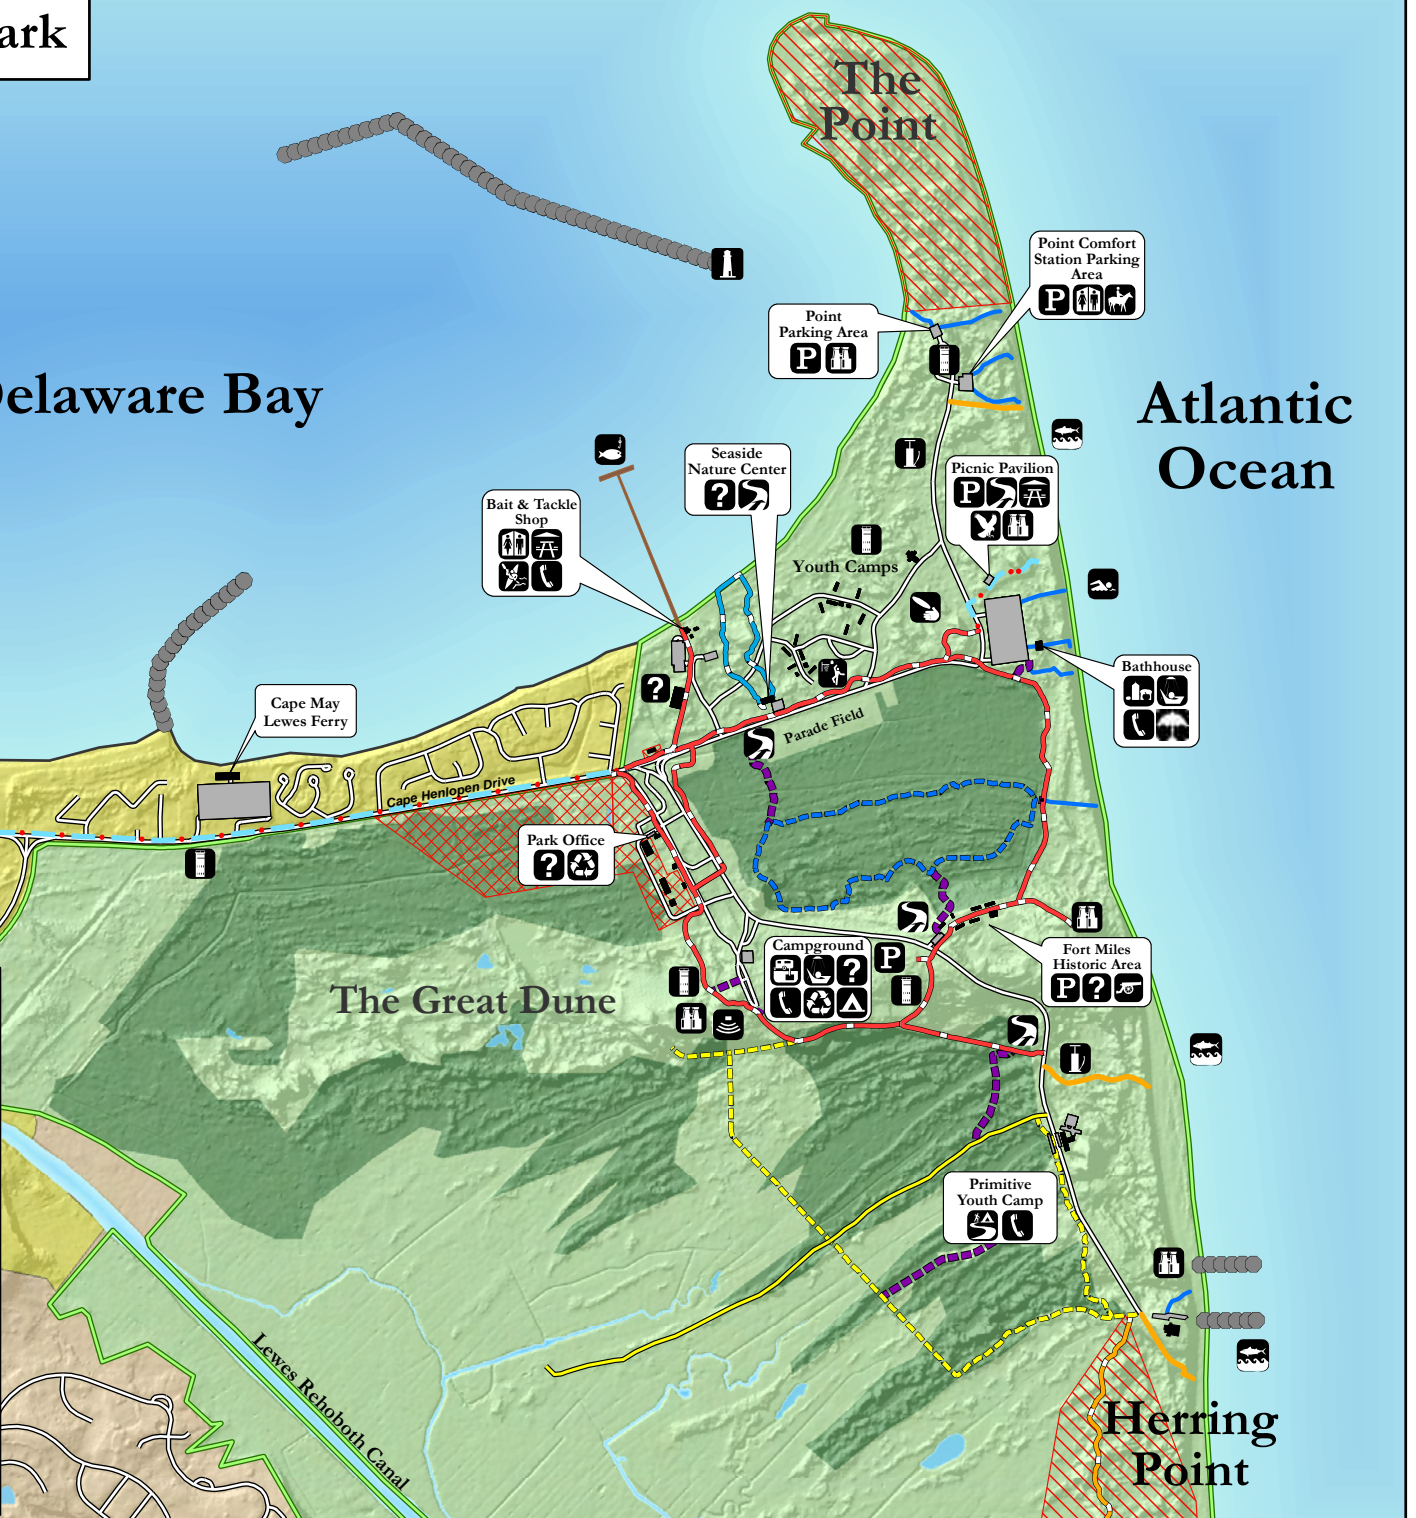 ark
The
Point
Point Comfort
Station Parking
Area
P
Point
Parking Area
P
Delaware Bay
Atlantic
Ocean
Seaside
Nature Center
?
Picnic Pavilion
P
Bait & Tackle
Shop
Youth Camps
Bathhouse
?
Cape May
Lewes Ferry
Parade Field
Cape Henlopen Drive
Park Office
?
Campground
?
P
Fort Miles
Historic Area
P ?
The Great Dune
Primitive
Youth Camp
Lewes Rehoboth Canal
Herring
Point